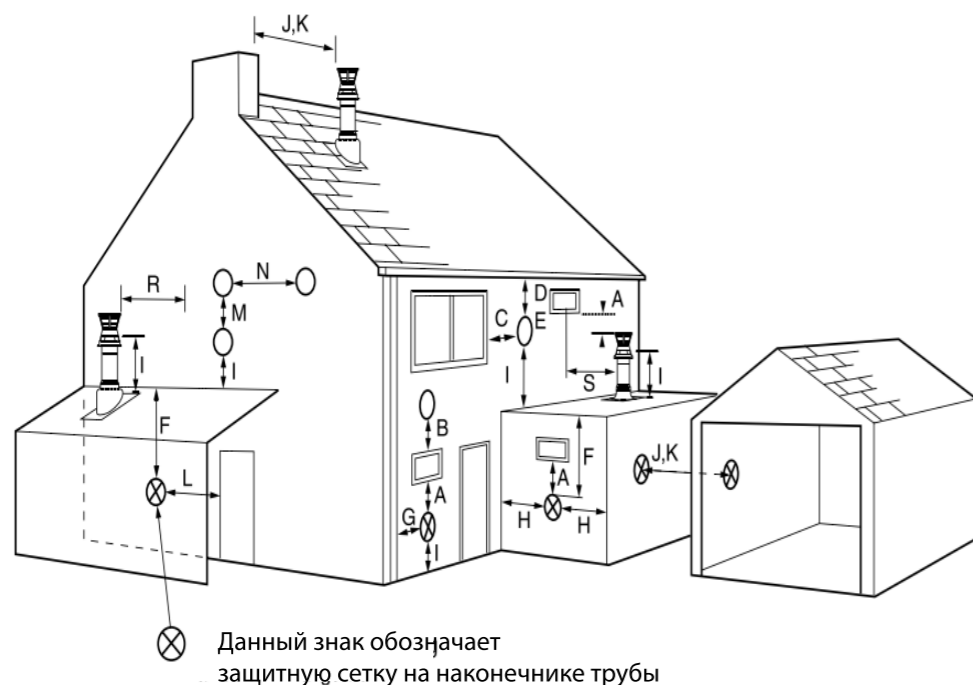 J,K
N
R
M
I
I
F
L
D
A
C
E
I
S
I
B
F
A
J,K
A
G
H
H
I
Данный знак обозначает
защитную сетку на наконечнике трубы